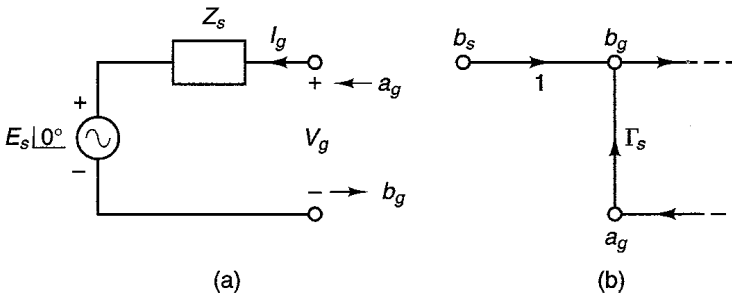 Z_s
I_g
+ a_g
+
E_s∠0°
−
V_g
− b_g
(a)
b_s
b_g
1
Γ_s
a_g
(b)